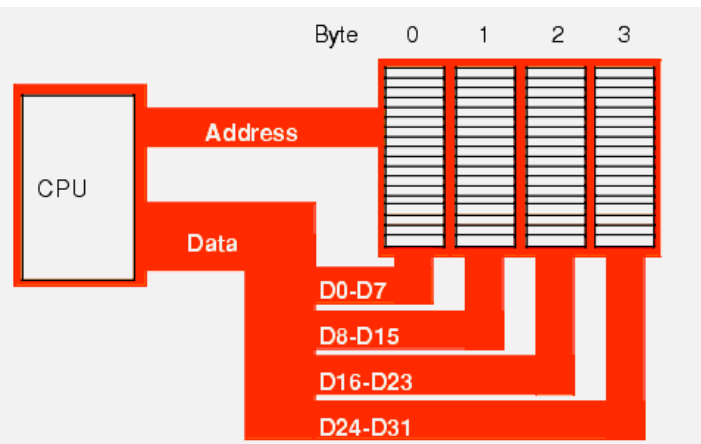 Byte 0 1 2 3
Address
CPU
Data
D0-D7
D8-D15
D16-D23
D24-D31